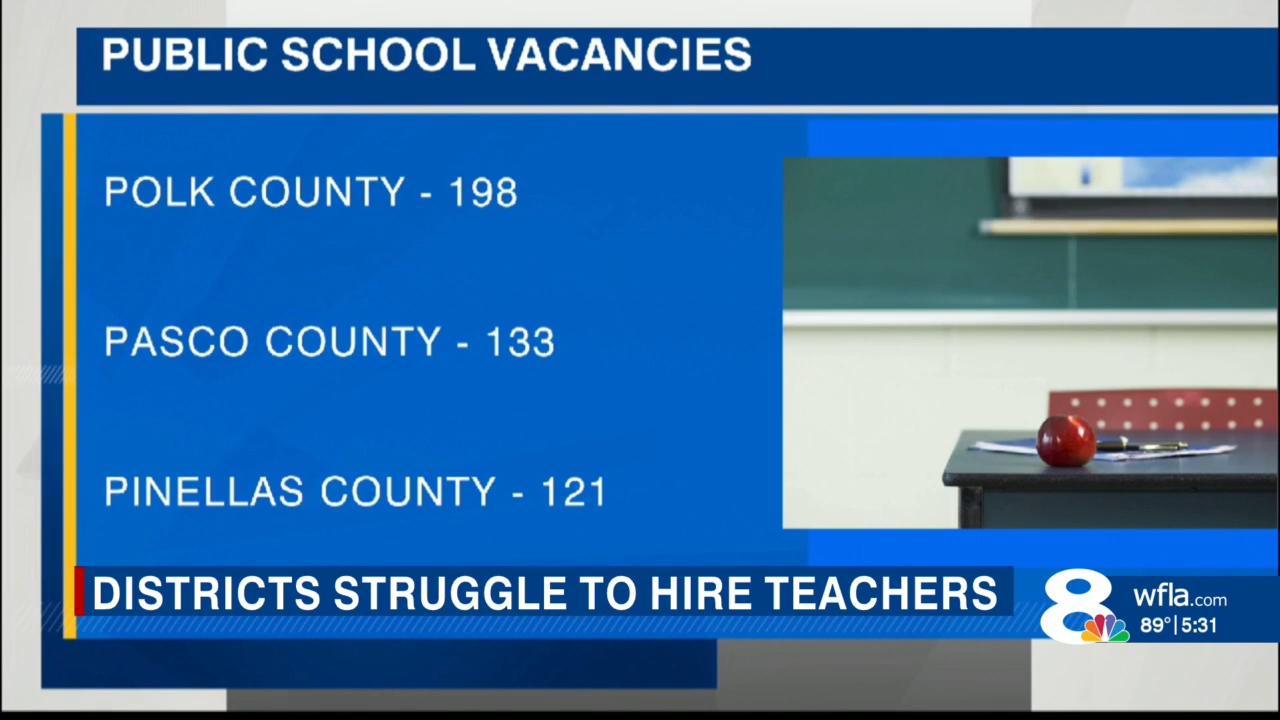 PUBLIC SCHOOL VACANCIES
POLK COUNTY - 198
PASCO COUNTY - 133
PINELLAS COUNTY - 121
DISTRICTS STRUGGLE TO HIRE TEACHERS
8
wfla.com
89° | 5:31